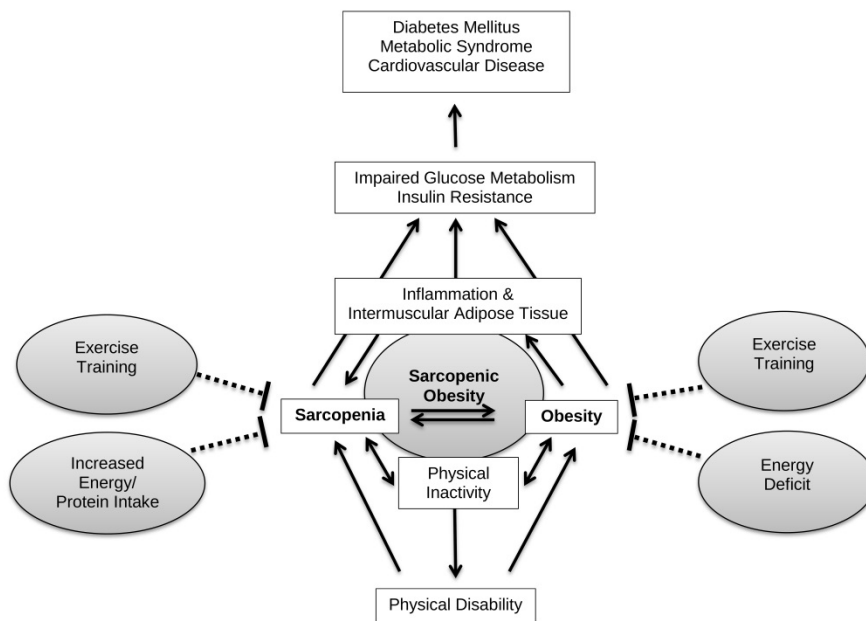 Diabetes Mellitus
Metabolic Syndrome
Cardiovascular Disease
Impaired Glucose Metabolism
Insulin Resistance
Inflammation &
Intermuscular Adipose Tissue
Exercise
Training
Exercise
Training
Sarcopenic
Obesity
Sarcopenia
Obesity
Increased
Energy/
Protein Intake
Physical
Inactivity
Energy
Deficit
Physical Disability